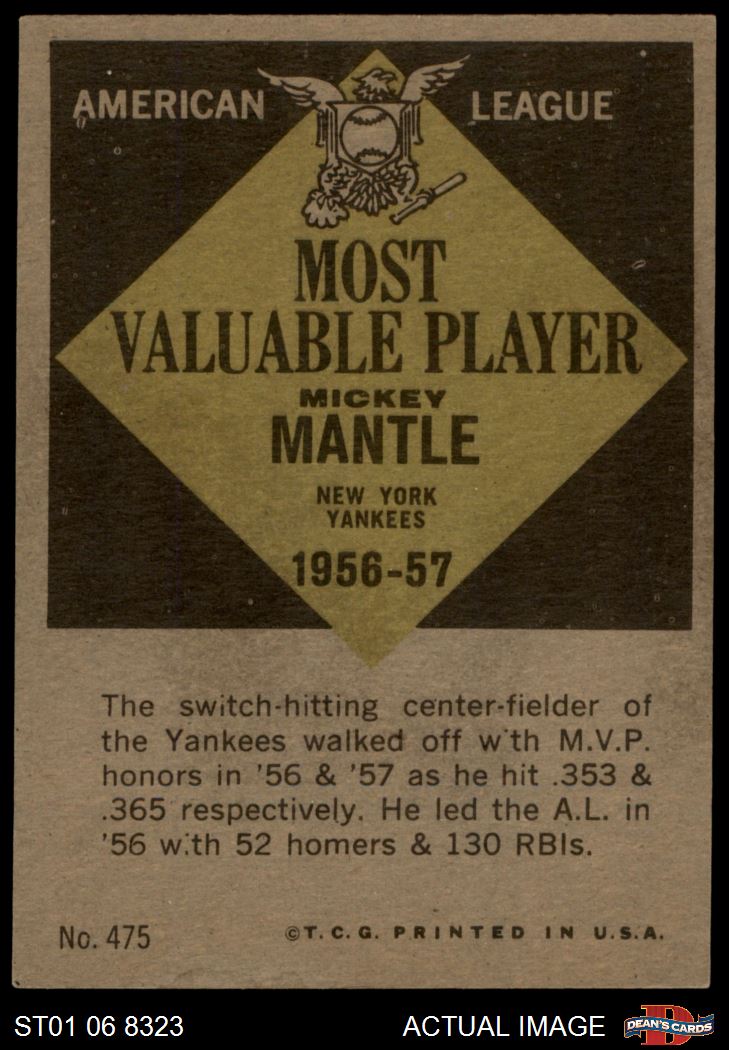 AMERICAN LEAGUE
MOST
VALUABLE PLAYER
MICKEY
MANTLE
NEW YORK
YANKEES
1956-57
The switch-hitting center-fielder of
the Yankees walked off w'th M.V.P.
honors in '56 & '57 as he hit .353 &
.365 respectively. He led the A.L. in
'56 w:th 52 homers & 130 RBIs.
No. 475 ©T. C. G. PRINTED IN U.S.A.
ST01 06 8323 ACTUAL IMAGE D DEAN'S CARDS